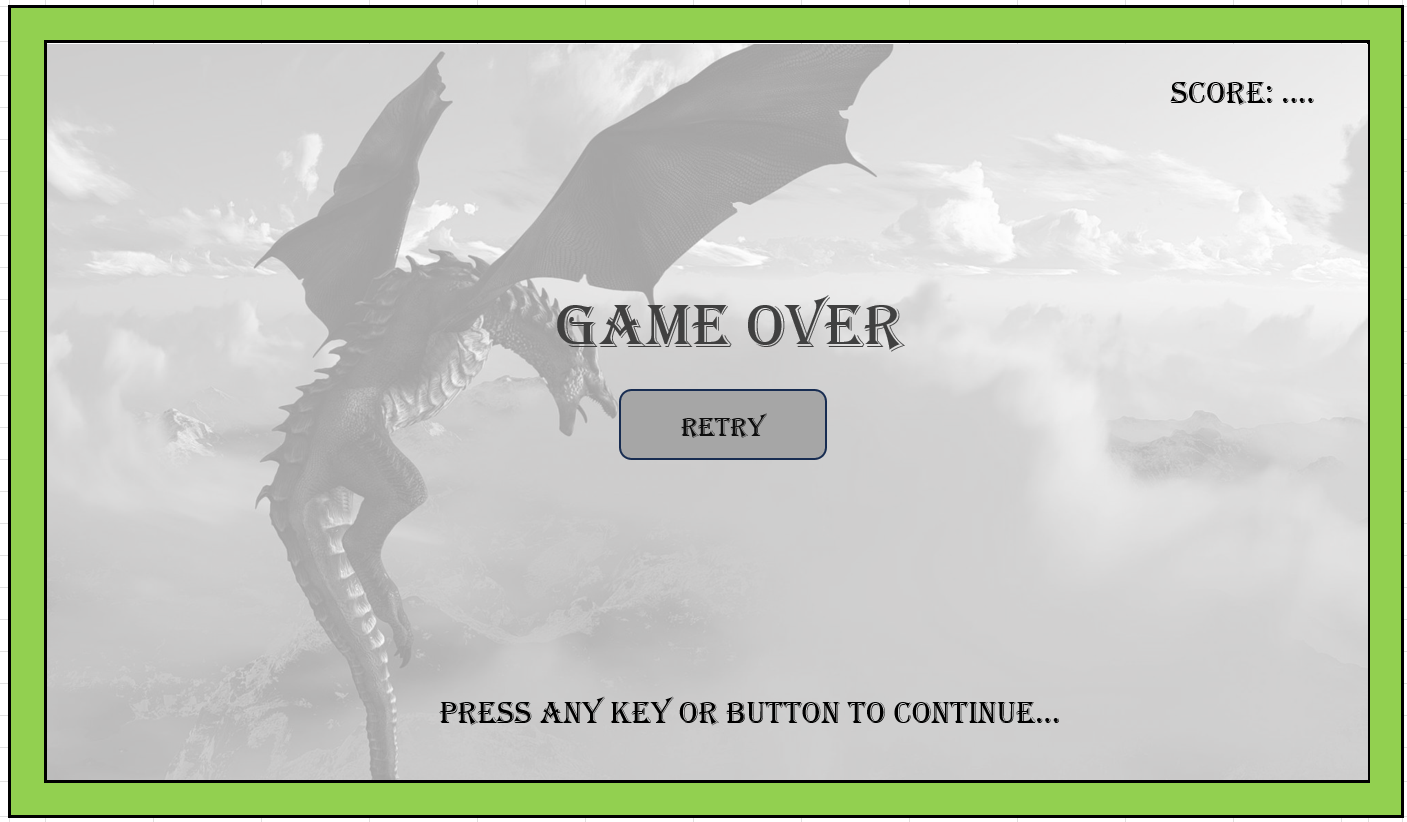 SCORE: ....
GAME OVER
RETRY
PRESS ANY KEY OR BUTTON TO CONTINUE...